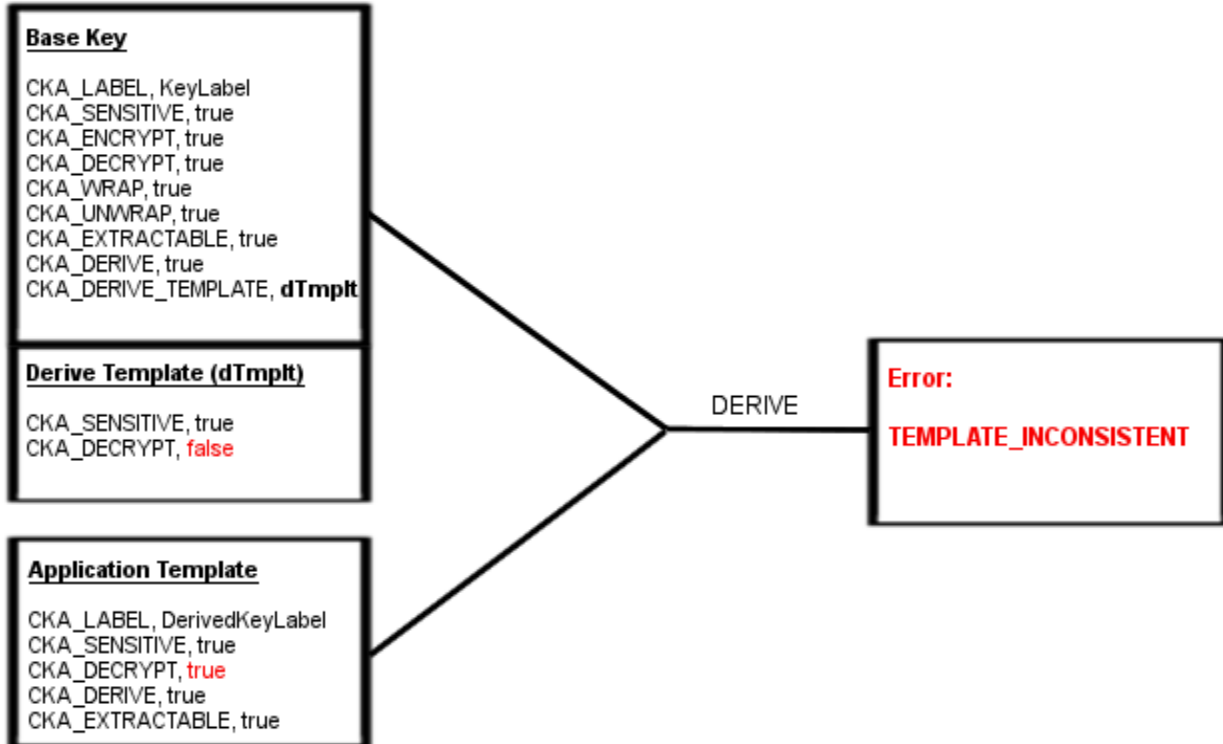 Base Key
CKA_LABEL, KeyLabel
CKA_SENSITIVE, true
CKA_ENCRYPT, true
CKA_DECRYPT, true
CKA_WRAP, true
CKA_UNWRAP, true
CKA_EXTRACTABLE, true
CKA_DERIVE, true
CKA_DERIVE_TEMPLATE, dTmplt
Derive Template (dTmplt)
CKA_SENSITIVE, true
CKA_DECRYPT, false
Application Template
CKA_LABEL, DerivedKeyLabel
CKA_SENSITIVE, true
CKA_DECRYPT, true
CKA_DERIVE, true
CKA_EXTRACTABLE, true
DERIVE
Error:
TEMPLATE_INCONSISTENT